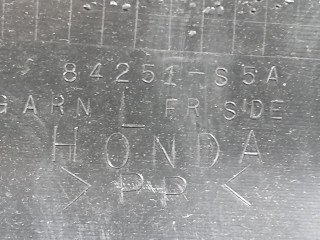 84251-S5A
GARN L FR SIDE
HONDA
>PP<